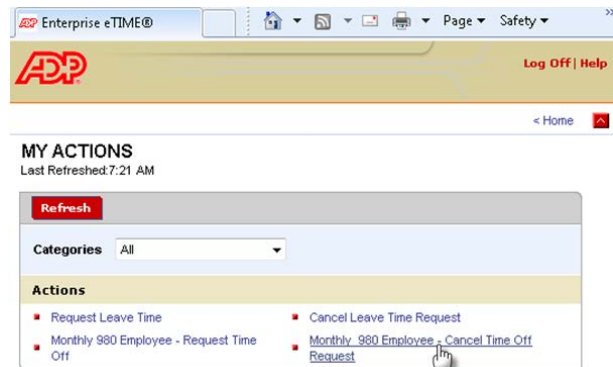 Enterprise eTIME®
Page
Safety
»
ADP
Log Off | Help
< Home
MY ACTIONS
Last Refreshed:7:21 AM
Refresh
Categories All
Actions
Request Leave Time
Cancel Leave Time Request
Monthly 980 Employee - Request Time
Off
Monthly 980 Employee - Cancel Time Off
Request